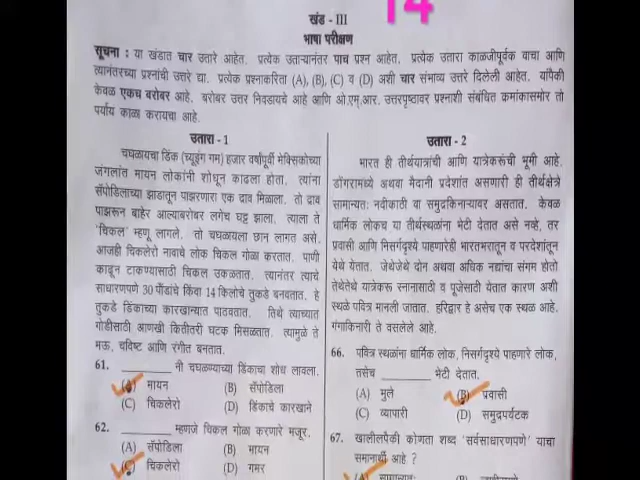 14
खंड - III
भाषा परीक्षण
सूचना : या खंडात चार उतारे आहेत. प्रत्येक उताऱ्यानंतर पाच प्रश्न आहेत. प्रत्येक उतारा काळजीपूर्वक वाचा आणि
त्यानंतरच्या प्रश्नांची उत्तरे द्या. प्रत्येक प्रश्नाकरिता (A), (B), (C) व (D) अशी चार संभाव्य उत्तरे दिलेली आहेत. यांपैकी
केवळ एकच बरोबर आहे. बरोबर उत्तर निवडायचे आहे आणि ओ.एम.आर. उत्तरपृष्ठावर प्रश्नाशी संबंधित क्रमांकासमोर तो
पर्याय काळा करायचा आहे.
उतारा - 1
चघळायचा डिंक (च्यूइंग गम) हजार वर्षांपूर्वी मेक्सिकोच्या
जंगलांत मायन लोकांनी शोधून काढला होता. त्यांना
सॅपोडिलाच्या झाडातून पाझरणारा एक द्राव मिळाला. तो द्राव
पाझरून बाहेर आल्याबरोबर लगेच घट्ट झाला. त्याला ते
'चिकल' म्हणू लागले. तो चघळायला छान लागत असे.
आजही चिकलेरो नावाचे लोक चिकल गोळा करतात. पाणी
काढून टाकण्यासाठी चिकल उकळतात. त्यानंतर त्याचे
साधारणपणे 30 पौंडांचे किंवा 14 किलोचे तुकडे बनवतात. हे
तुकडे डिंकाच्या कारखान्यात पाठवतात. तिथे त्याच्यात
गोडीसाठी आणखी कितीतरी घटक मिसळतात. त्यामुळे ते
मऊ, चविष्ट आणि रंगीत बनतात.
61. ________ नी चघळण्याच्या डिंकाचा शोध लावला.
(A) मायन (B) सॅपोडिला
(C) चिकलेरो (D) डिंकाचे कारखाने
62. ________ म्हणजे चिकल गोळा करणारे मजूर.
(A) सॅपोडिला (B) मायन
(C) चिकलेरो (D) गमर
उतारा - 2
भारत ही तीर्थयात्रांची आणि यात्रेकरूंची भूमी आहे.
डोंगरामध्ये अथवा मैदानी प्रदेशांत असणारी ही तीर्थक्षेत्रे
सामान्यतः नदीकाठी वा समुद्रकिनाऱ्यावर असतात. केवळ
धार्मिक लोकच या तीर्थस्थळांना भेटी देतात असे नव्हे, तर
प्रवासी आणि निसर्गदृश्ये पाहणारेही भारतभरातून व परदेशांतून
येथे येतात. जेथेजेथे दोन अथवा अधिक नद्यांचा संगम होतो
तेथेतेथे यात्रेकरू स्नानासाठी व पूजेसाठी येतात कारण अशी
स्थळे पवित्र मानली जातात. हरिद्वार हे असेच एक स्थळ आहे.
गंगाकिनारी ते वसलेले आहे.
66. पवित्र स्थळांना धार्मिक लोक, निसर्गदृश्ये पाहणारे लोक,
तसेच ________ भेटी देतात.
(A) मुले (B) प्रवासी
(C) व्यापारी (D) समुद्रपर्यटक
67. खालीलपैकी कोणता शब्द 'सर्वसाधारणपणे' याचा
समानार्थी आहे ?